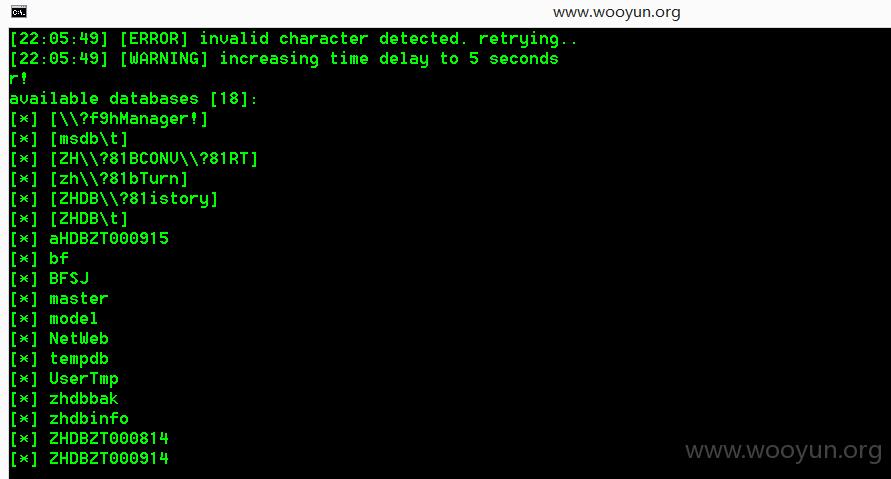 www.wooyun.org
[22:05:49] [ERROR] invalid character detected. retrying..
[22:05:49] [WARNING] increasing time delay to 5 seconds
r!
available databases [18]:
[*] [\\?f9hManager!]
[*] [msdb\t]
[*] [ZH\\?81BCONV\\?81RT]
[*] [zh\\?81bTurn]
[*] [ZHDB\\?81istory]
[*] [ZHDB\t]
[*] aHDBZT000915
[*] bf
[*] BFSJ
[*] master
[*] model
[*] NetWeb
[*] tempdb
[*] UserTmp
[*] zhdbbak
[*] zhdbinfo
[*] ZHDBZT000814
[*] ZHDBZT000914
www.wooyun.org